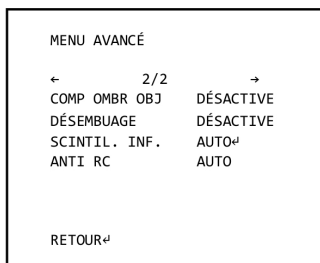 MENU AVANCÉ
← 2/2 →
COMP OMBR OBJ DÉSACTIVE
DÉSEMBUAGE DÉSACTIVE
SCINTIL. INF. AUTO↵
ANTI RC AUTO
RETOUR↵